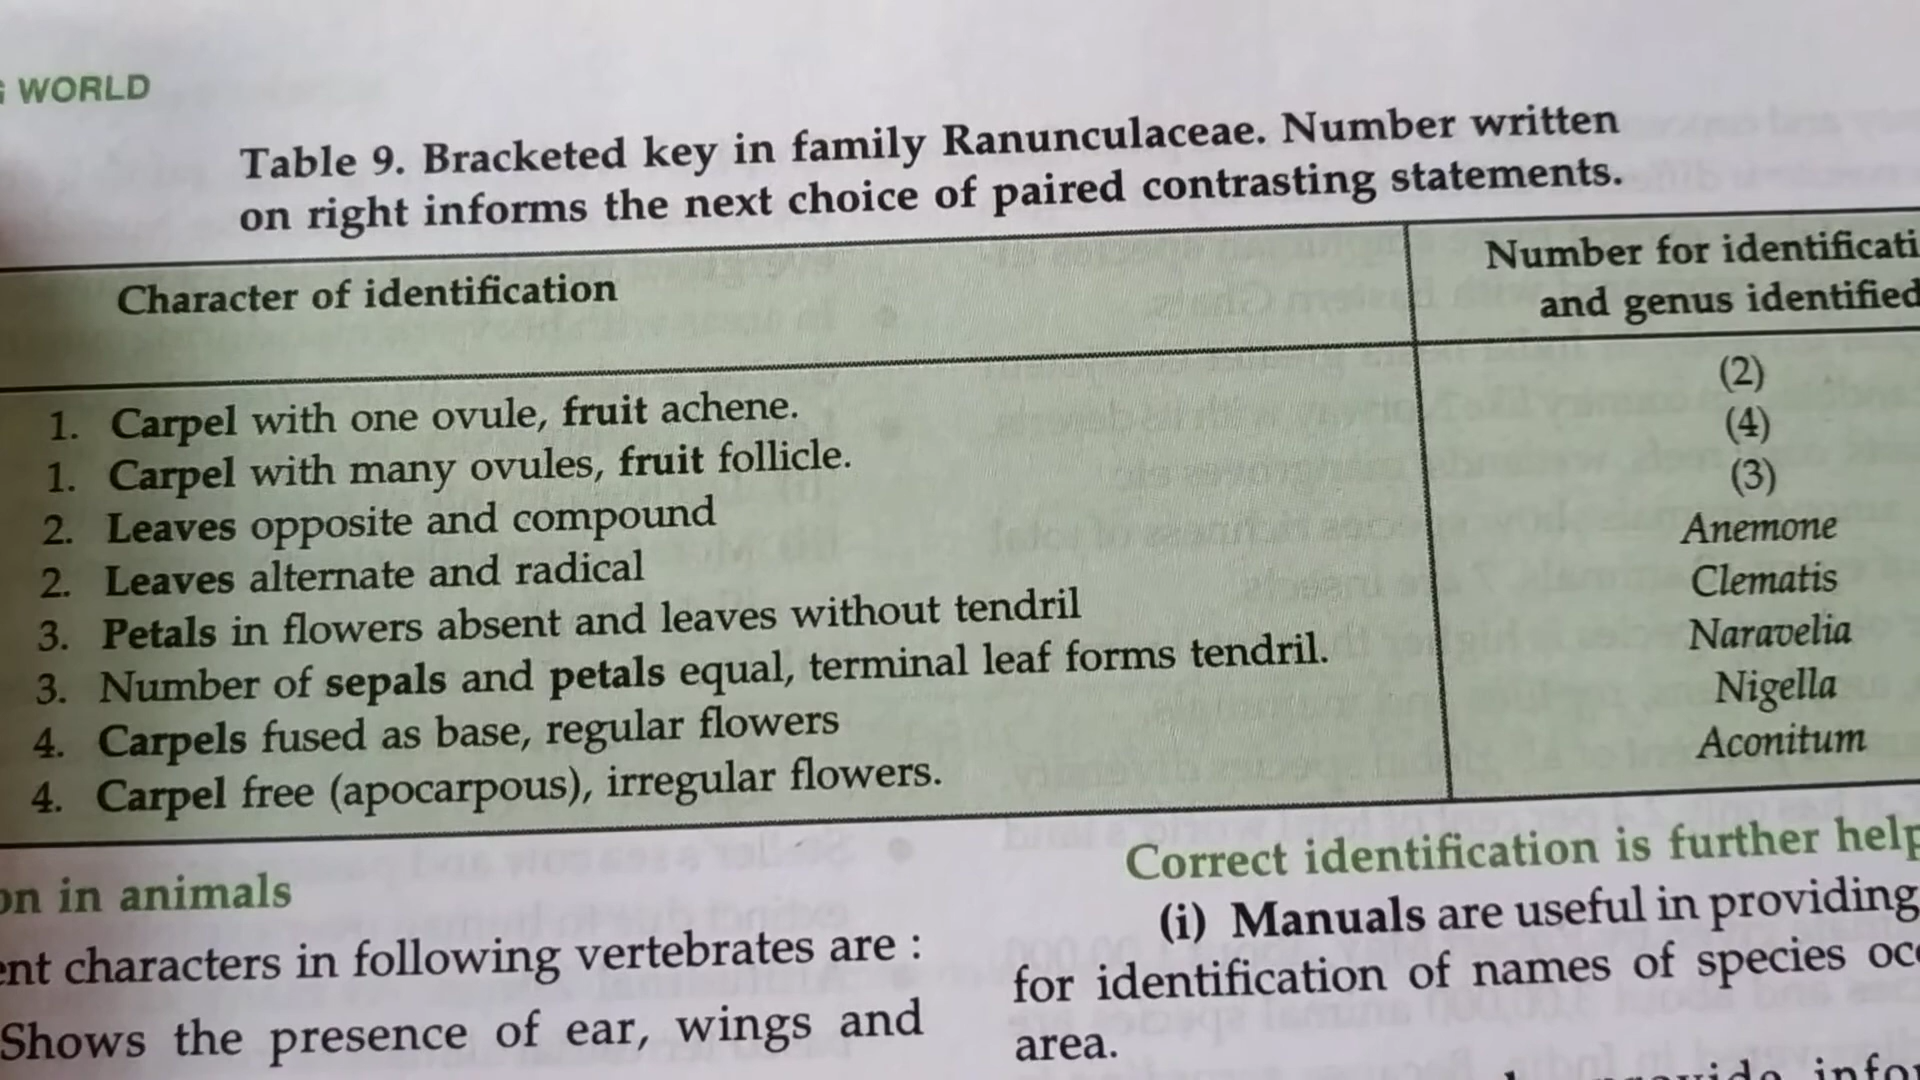 WORLD
Table 9. Bracketed key in family Ranunculaceae. Number written
on right informs the next choice of paired contrasting statements.
Character of identification
Number for identificati
and genus identified
1. Carpel with one ovule, fruit achene. (2)
1. Carpel with many ovules, fruit follicle. (4)
2. Leaves opposite and compound (3)
2. Leaves alternate and radical Anemone
3. Petals in flowers absent and leaves without tendril Clematis
3. Number of sepals and petals equal, terminal leaf forms tendril. Naravelia
4. Carpels fused as base, regular flowers Nigella
4. Carpel free (apocarpous), irregular flowers. Aconitum
on in animals
ent characters in following vertebrates are :
Shows the presence of ear, wings and
Correct identification is further help
(i) Manuals are useful in providing
for identification of names of species occ
area.